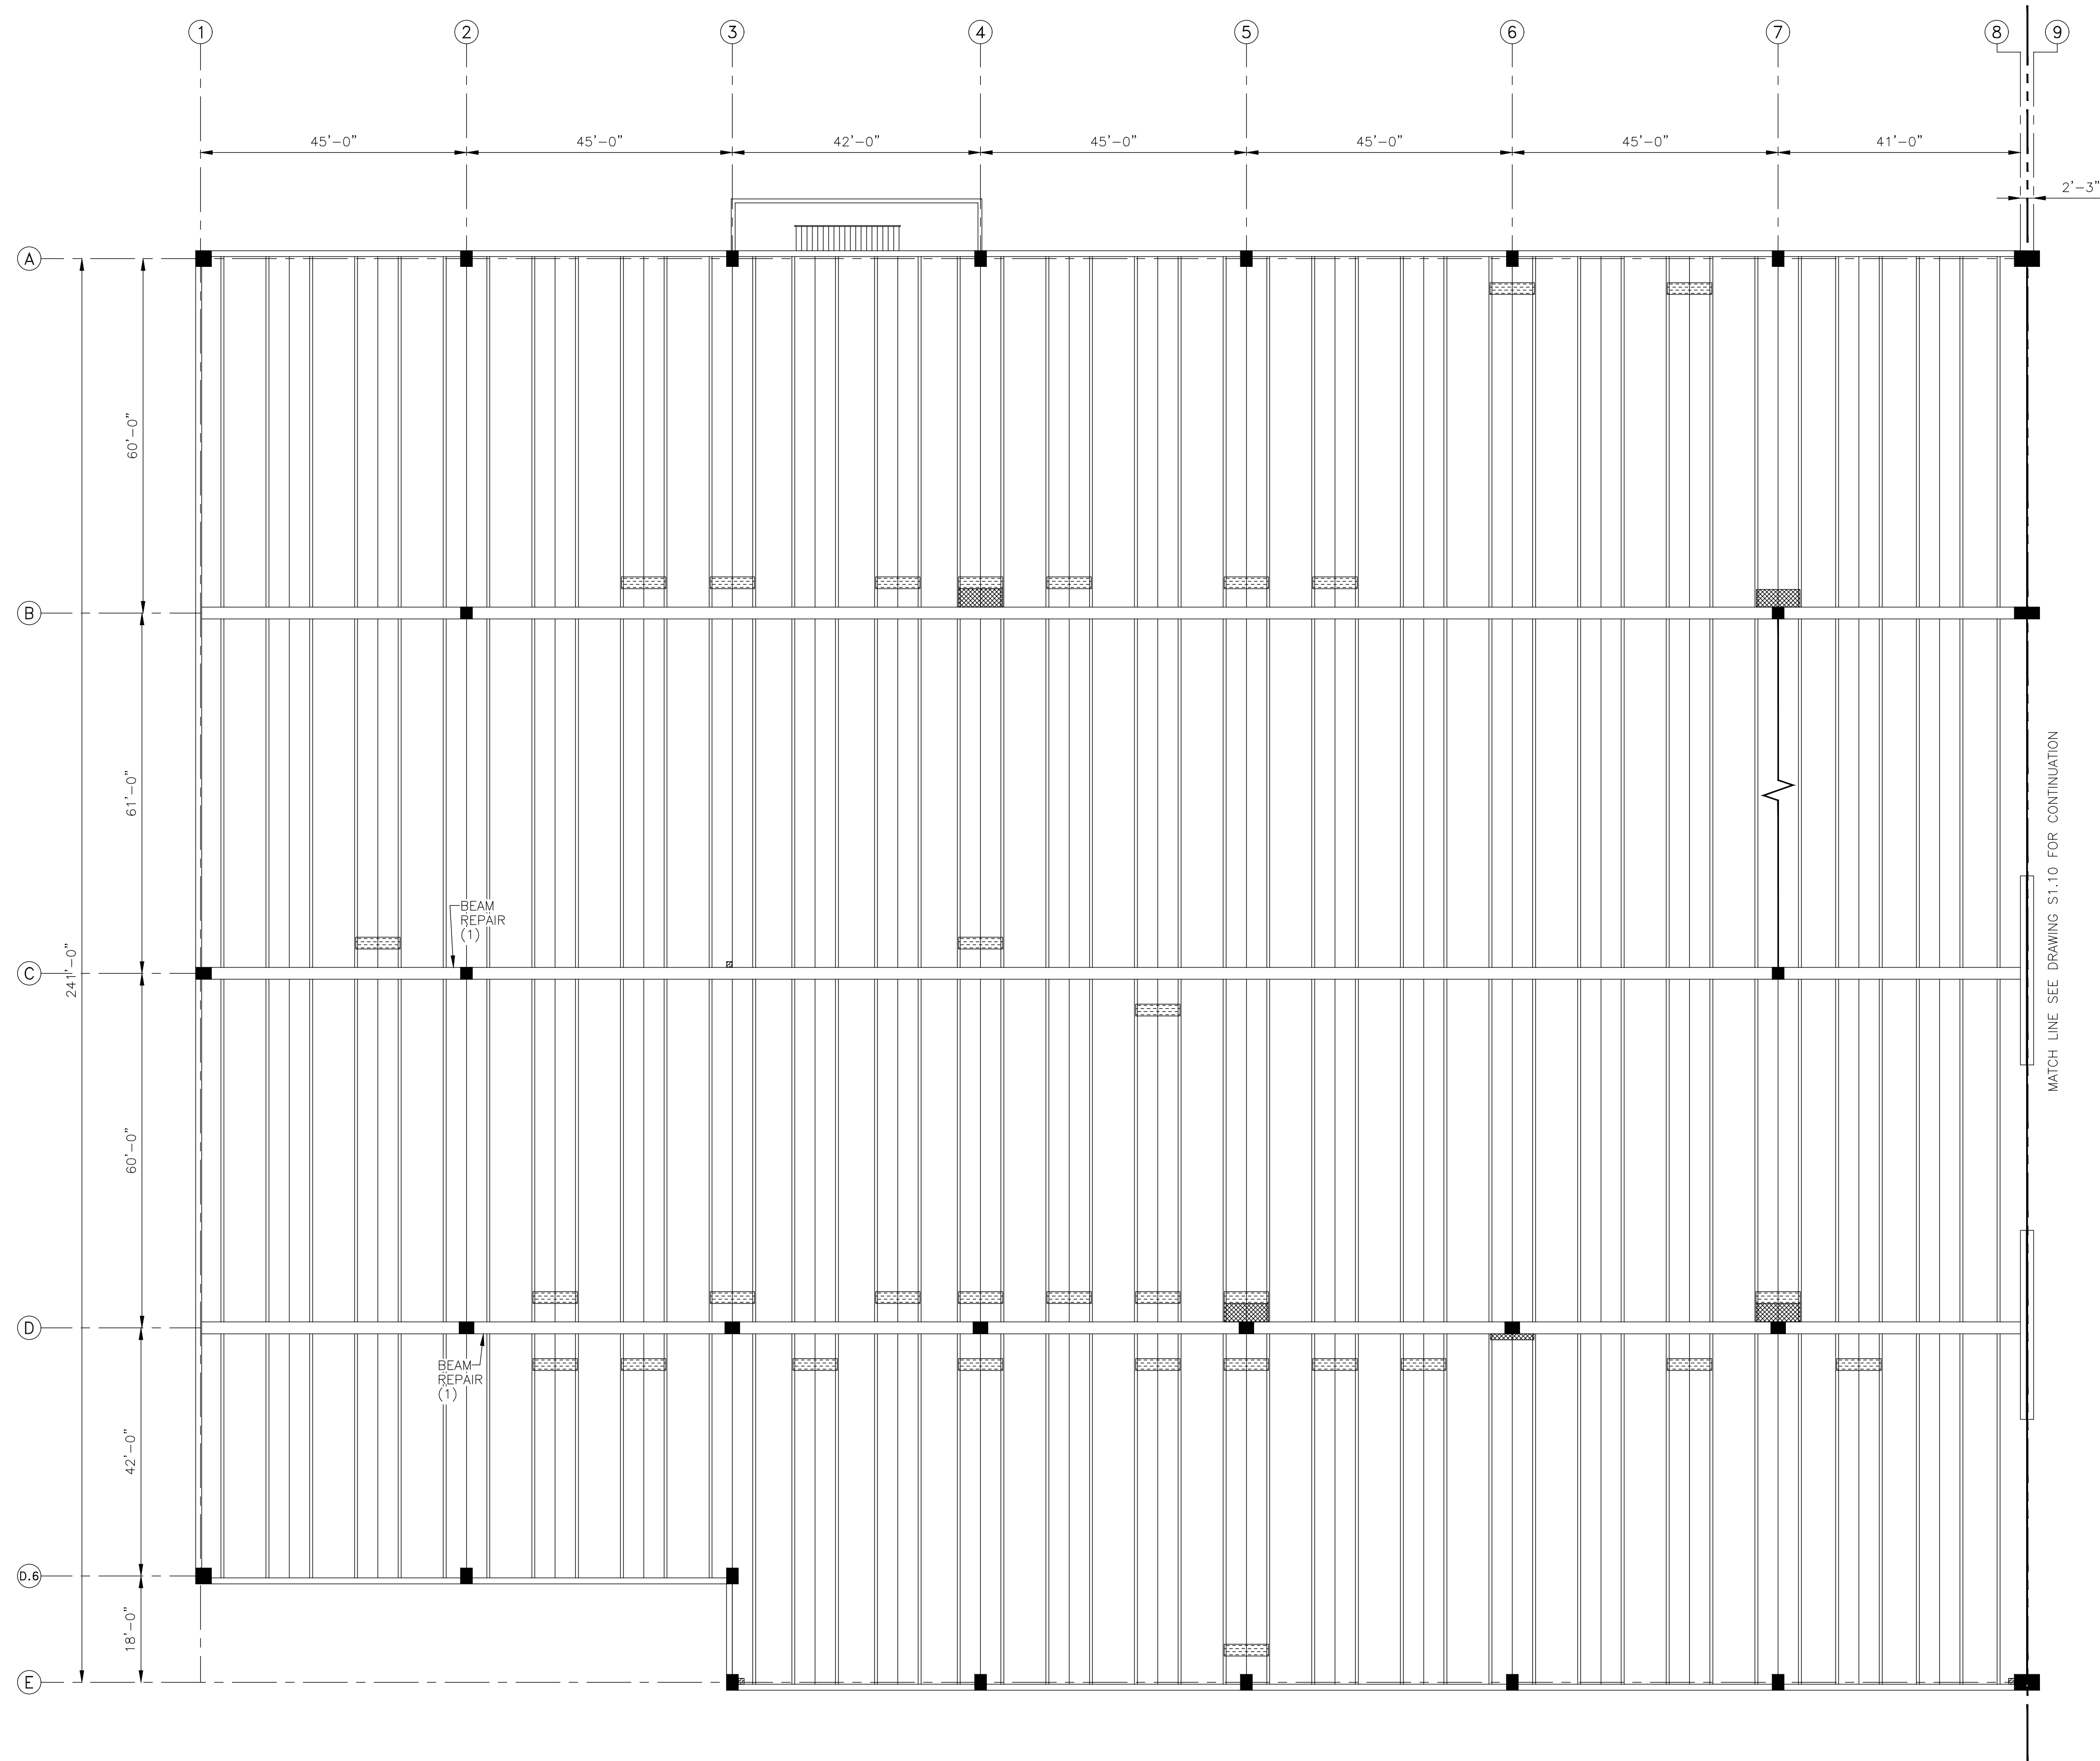 1 2 3 4 5 6 7 8 9
45'-0" 45'-0" 42'-0" 45'-0" 45'-0" 45'-0" 41'-0"
2'-3"
A
60'-0"
B
61'-0"
MATCH LINE SEE DRAWING S1.10 FOR CONTINUATION
BEAM
REPAIR
(1)
241'-0"
C
60'-0"
D
BEAM
REPAIR
(1)
42'-0"
D.6
18'-0"
E